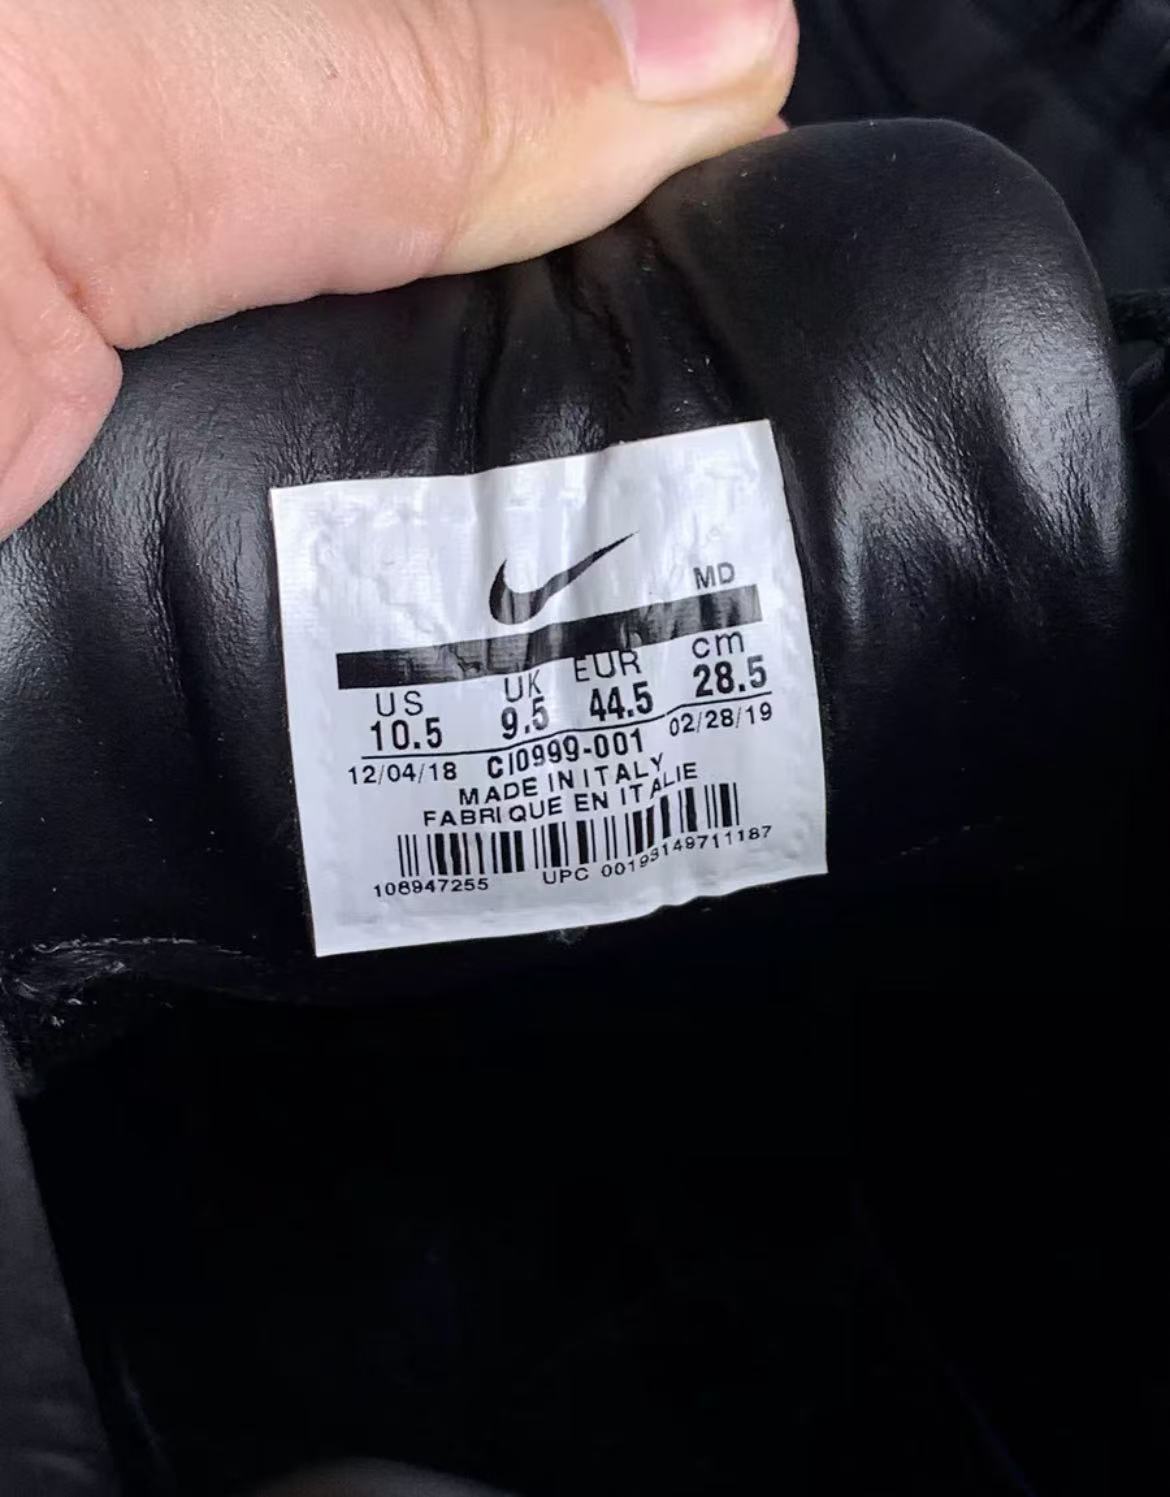 MD
US UK EUR cm
10.5 9.5 44.5 28.5
12/04/18 CI0999-001 02/28/19
MADE IN ITALY
FABRIQUE EN ITALIE
108947255 UPC 00193149711187